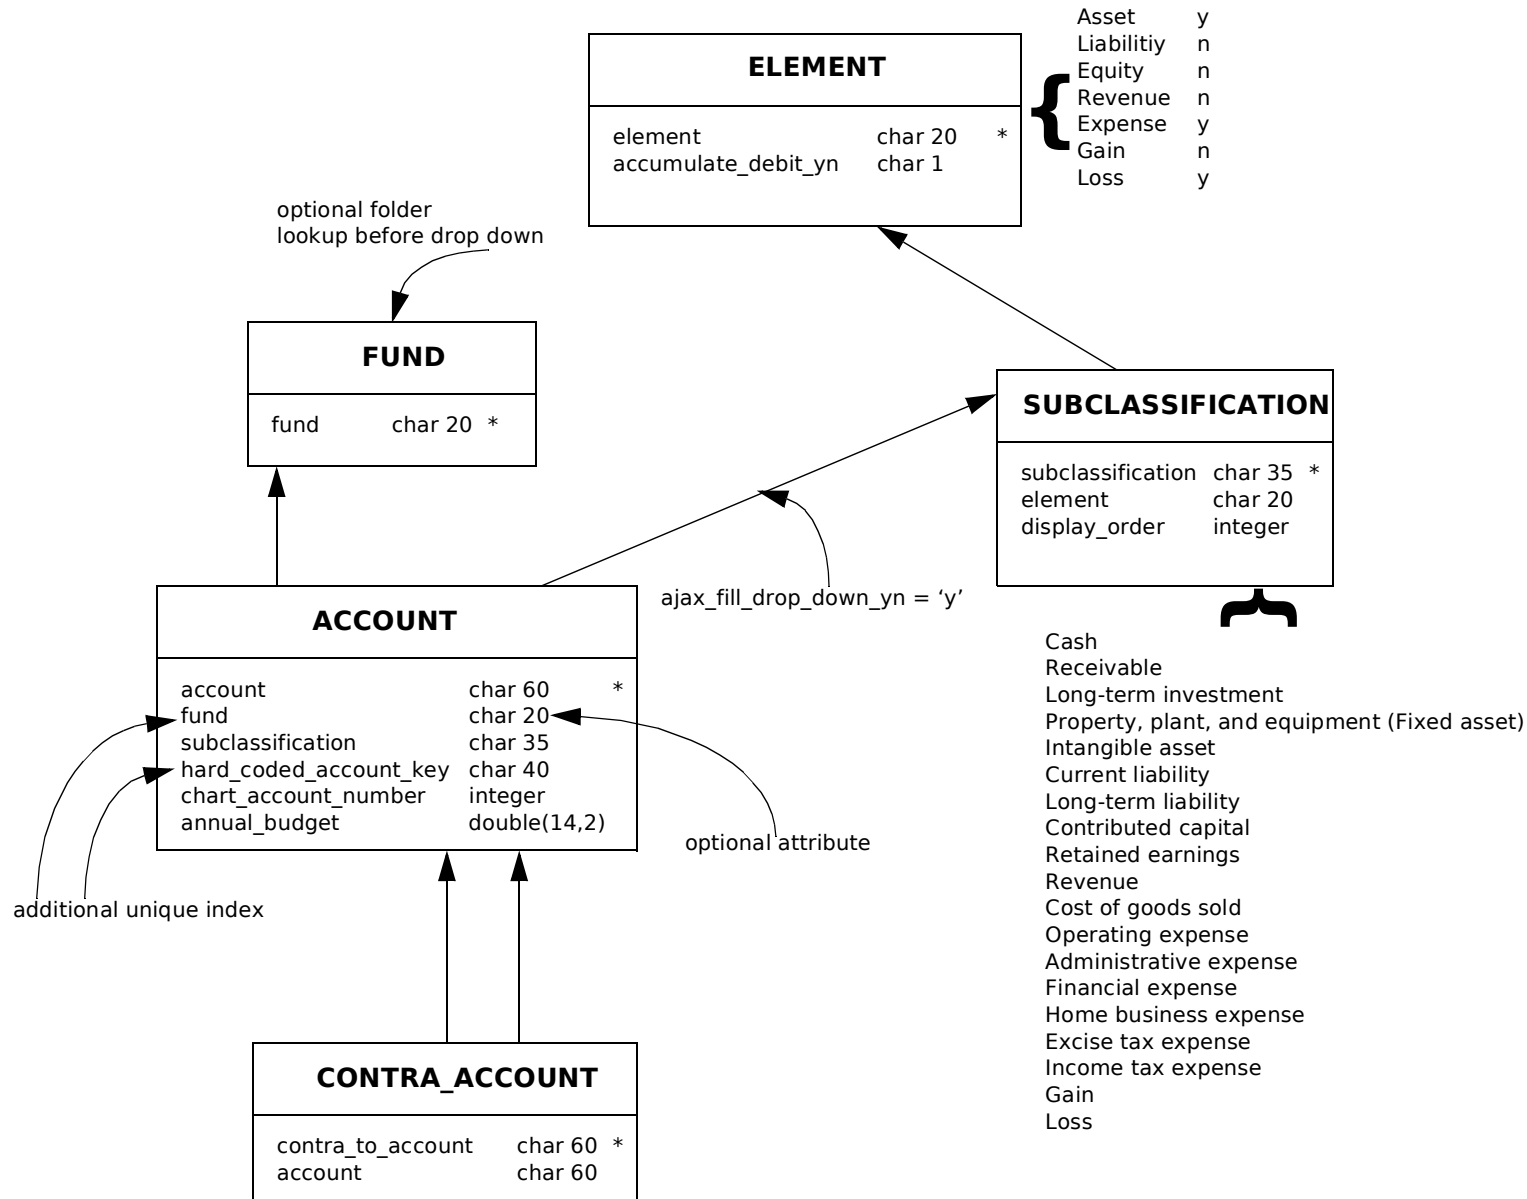 Asset y
Liabilitiy n
Equity n
Revenue n
Expense y
Gain n
Loss y
ELEMENT
element char 20 *
accumulate_debit_yn char 1
optional folder
lookup before drop down
FUND
fund char 20 *
SUBCLASSIFICATION
subclassification char 35 *
element char 20
display_order integer
ajax_fill_drop_down_yn = ‘y’
ACCOUNT
account char 60 *
fund char 20
subclassification char 35
hard_coded_account_key char 40
chart_account_number integer
annual_budget double(14,2)
optional attribute
additional unique index
Cash
Receivable
Long-term investment
Property, plant, and equipment (Fixed asset)
Intangible asset
Current liability
Long-term liability
Contributed capital
Retained earnings
Revenue
Cost of goods sold
Operating expense
Administrative expense
Financial expense
Home business expense
Excise tax expense
Income tax expense
Gain
Loss
CONTRA_ACCOUNT
contra_to_account char 60 *
account char 60